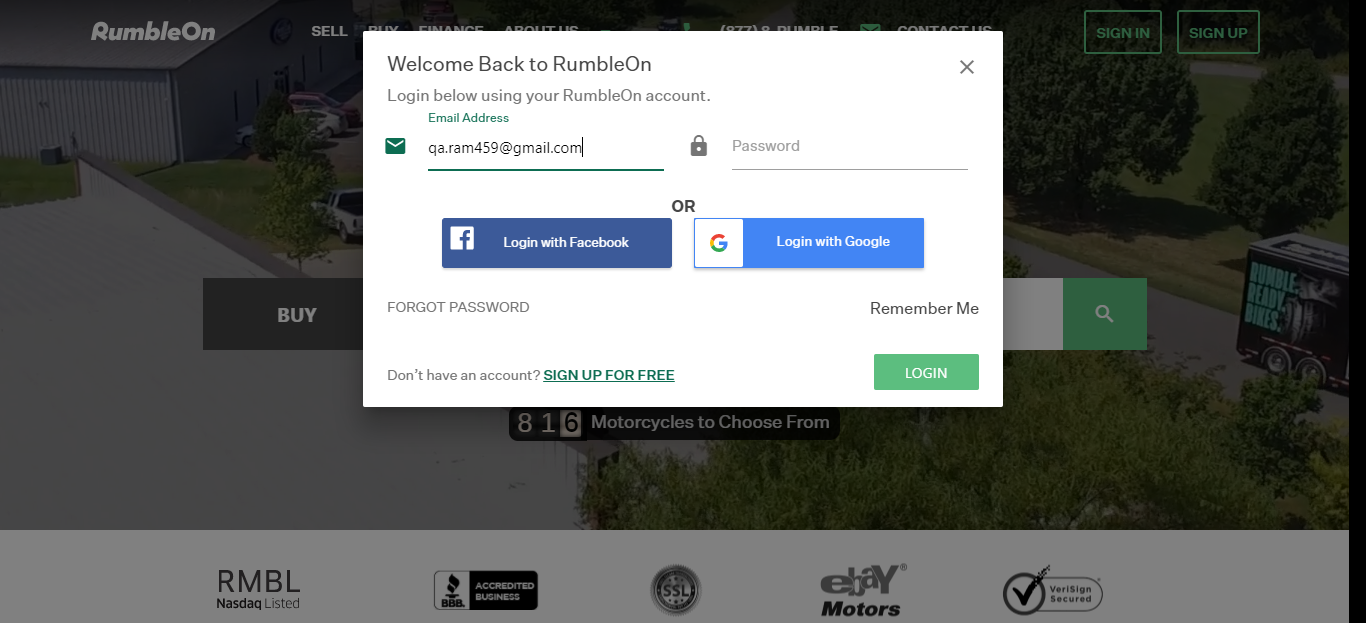 RumbleOn
SELL BUY FINANCE ABOUT US (877) 8-RUMBLE CONTACT US SIGN IN SIGN UP
Welcome Back to RumbleOn
Login below using your RumbleOn account.
Email Address
qa.ram459@gmail.com
Password
OR
Login with Facebook
Login with Google
FORGOT PASSWORD
Remember Me
Don't have an account? SIGN UP FOR FREE
LOGIN
BUY
RUMBLE.
READY.
BIKES.
816 Motorcycles to Choose From
RMBL
Nasdaq Listed
BBB.
ACCREDITED
BUSINESS
SSL
ebaY®
Motors
VeriSign
Secured